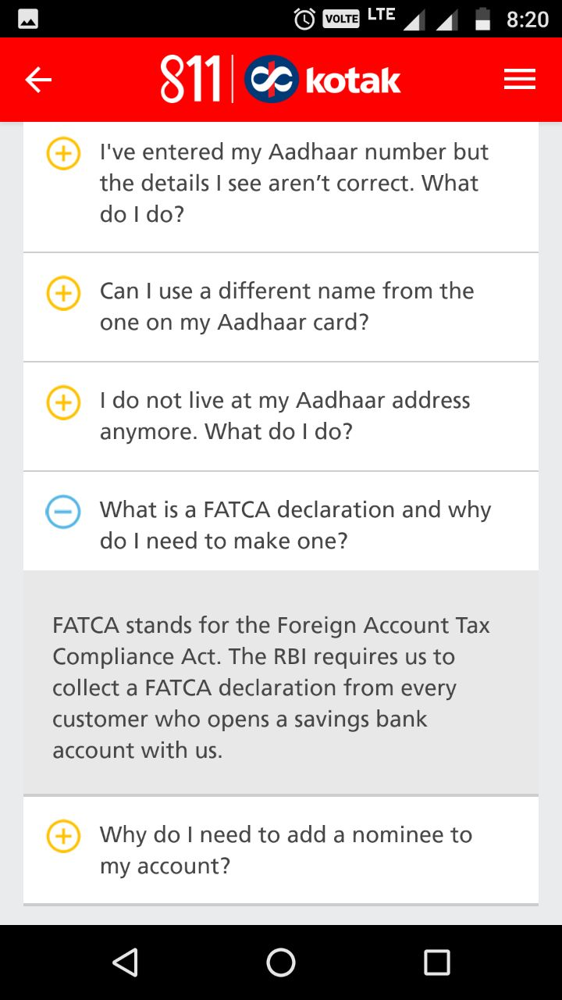 VOLTE LTE 8:20
811 kotak
I've entered my Aadhaar number but
the details I see aren’t correct. What
do I do?
Can I use a different name from the
one on my Aadhaar card?
I do not live at my Aadhaar address
anymore. What do I do?
What is a FATCA declaration and why
do I need to make one?
FATCA stands for the Foreign Account Tax
Compliance Act. The RBI requires us to
collect a FATCA declaration from every
customer who opens a savings bank
account with us.
Why do I need to add a nominee to
my account?